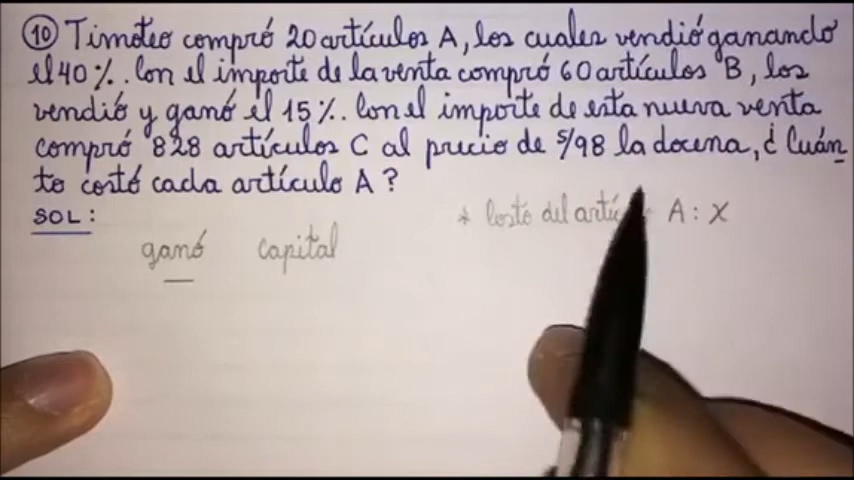 10 Timoteo compró 20 artículos A, los cuales vendió ganando
el 40%. Con el importe de la venta compró 60 artículos B, los
vendió y ganó el 15%. Con el importe de esta nueva venta
compró 828 artículos C al precio de S/98 la docena, ¿Cuán_
to costó cada artículo A?
SOL:
* Costo del artí A: X
ganó capital